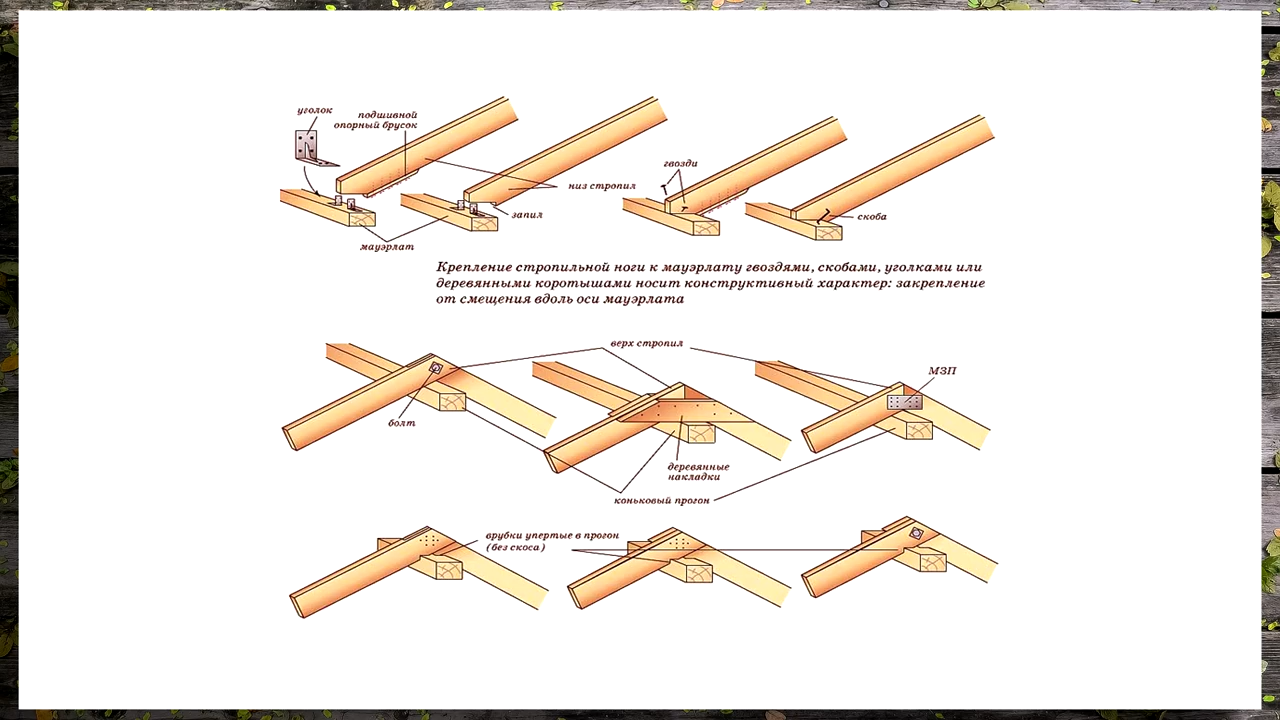 уголок
подшивной
опорный брусок
гвозди
низ стропил
запил
скоба
мауэрлат
Крепление стропильной ноги к мауэрлату гвоздями, скобами, уголками или
деревянными коротышами носит конструктивный характер: закрепление
от смещения вдоль оси мауэрлата
верх стропил
МЗП
болт
деревянные
накладки
коньковый прогон
врубки упертые в прогон
(без скоса)